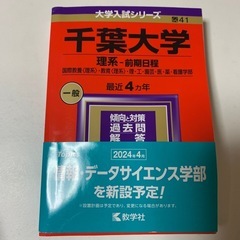 大学入試シリーズ
41
千葉大学
理系－前期日程
国際教養〈理系〉・教育〈理系〉・理・工・園芸・医・薬・看護学部
一般
最近4カ年
傾向と対策
過去問
解答
2024年4月
データサイエンス学部
を新設予定！
教学社